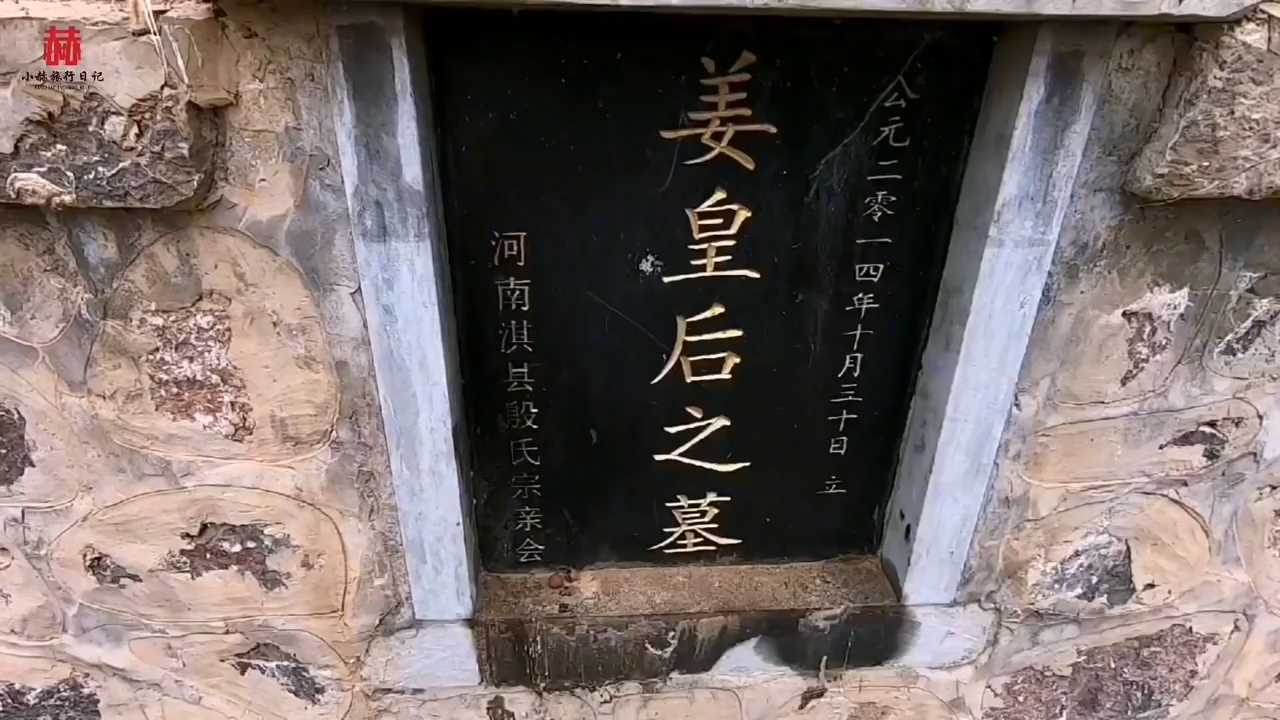 赫
小赫旅行日记
公元二零一四年十月三十日 立
姜皇后之墓
河南淇县殷氏宗亲会